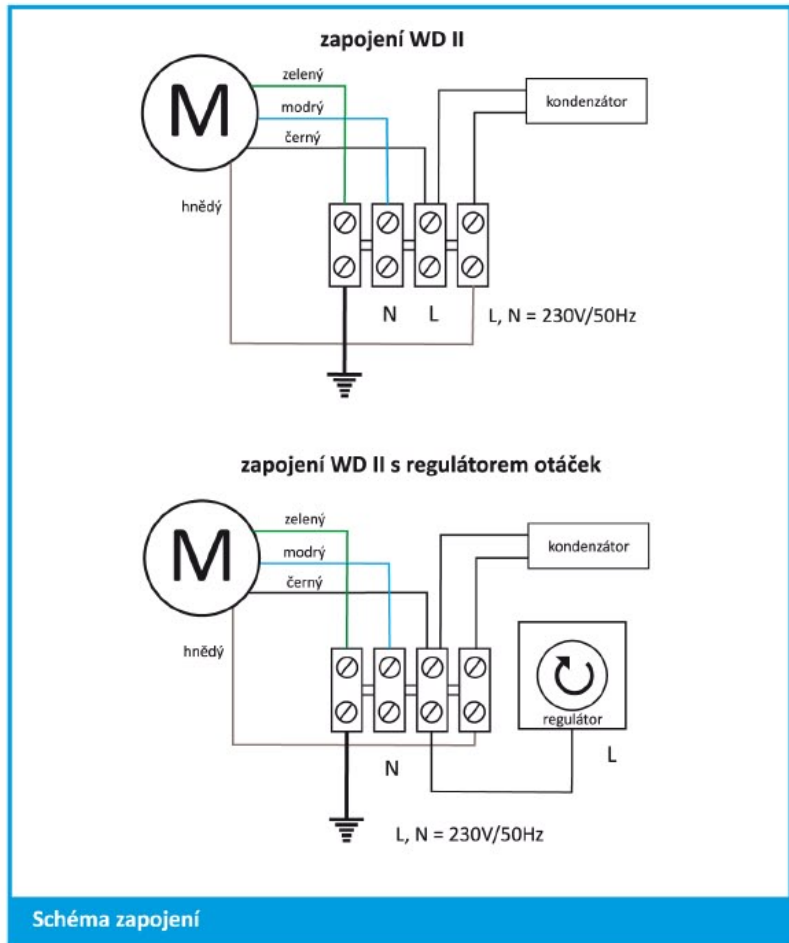 zapojení WD II
M
zelený
modrý
černý
hnědý
kondenzátor
N L L, N = 230V/50Hz
zapojení WD II s regulátorem otáček
M
zelený
modrý
černý
hnědý
kondenzátor
regulátor
N
L
L, N = 230V/50Hz
Schéma zapojení